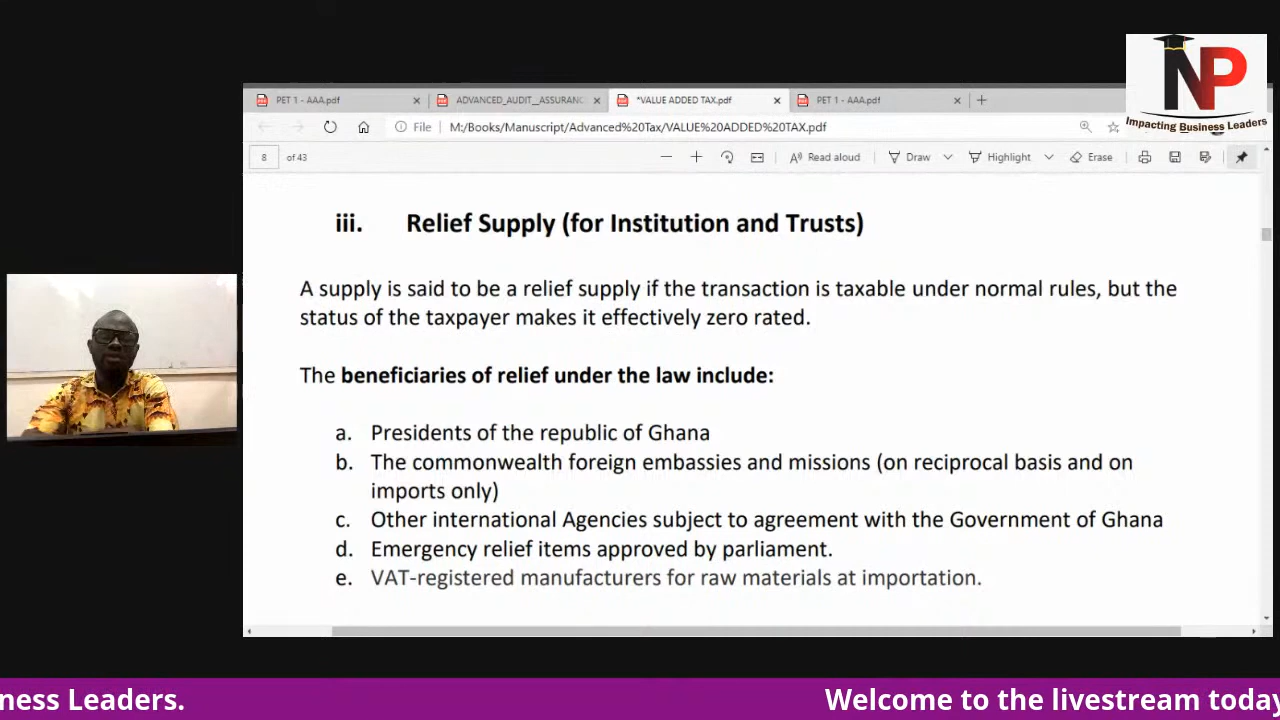 NP
Impacting Business Leaders
PET 1 - AAA.pdf
ADVANCED_AUDIT__ASSURANC
*VALUE ADDED TAX.pdf
PET 1 - AAA.pdf
File
M:/Books/Manuscript/Advanced%20Tax/VALUE%20ADDED%20TAX.pdf
8 of 43
Read aloud
Draw
Highlight
Erase
iii. Relief Supply (for Institution and Trusts)
A supply is said to be a relief supply if the transaction is taxable under normal rules, but the
status of the taxpayer makes it effectively zero rated.
The beneficiaries of relief under the law include:
a. Presidents of the republic of Ghana
b. The commonwealth foreign embassies and missions (on reciprocal basis and on
imports only)
c. Other international Agencies subject to agreement with the Government of Ghana
d. Emergency relief items approved by parliament.
e. VAT-registered manufacturers for raw materials at importation.
ness Leaders.
Welcome to the livestream today